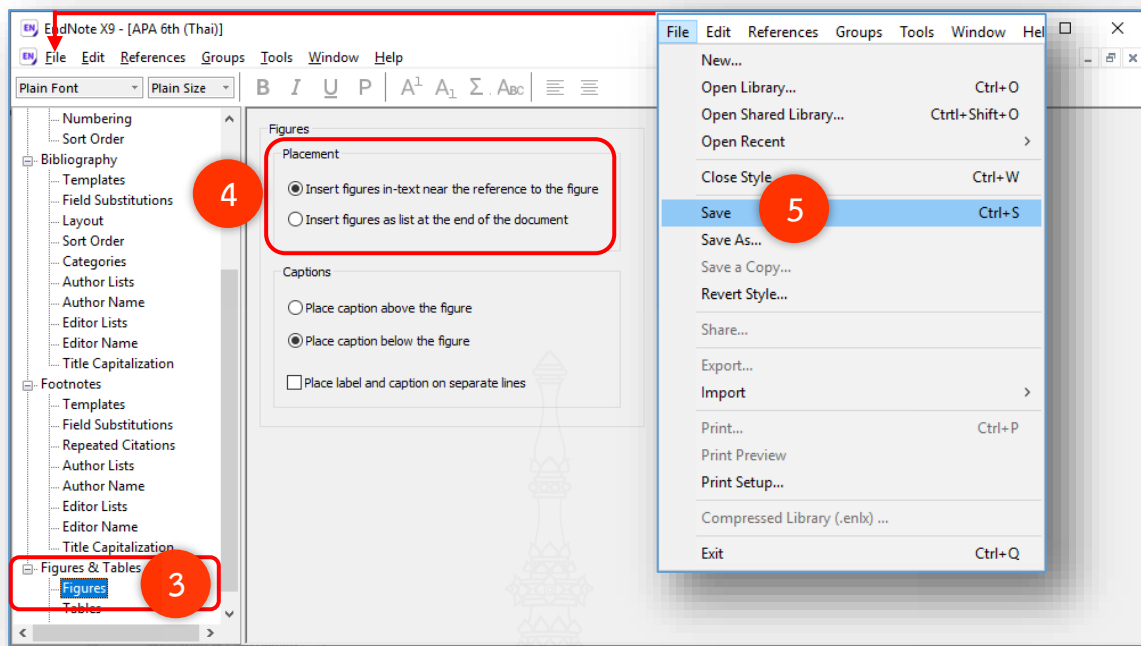 EndNote X9 - [APA 6th (Thai)]
File Edit References Groups Tools Window Help
Plain Font Plain Size B I U P A1 A1 Σ ABC
Numbering
Sort Order
Bibliography
Templates
Field Substitutions
Layout
Sort Order
Categories
Author Lists
Author Name
Editor Lists
Editor Name
Title Capitalization
Footnotes
Templates
Field Substitutions
Repeated Citations
Author Lists
Author Name
Editor Lists
Editor Name
Title Capitalization
Figures & Tables
Figures
Tables
3
Figures
Placement
Insert figures in-text near the reference to the figure
Insert figures as list at the end of the document
4
Captions
Place caption above the figure
Place caption below the figure
Place label and caption on separate lines
File Edit References Groups Tools Window Hel
New...
Open Library... Ctrl+O
Open Shared Library... Ctrtl+Shift+O
Open Recent
Close Style Ctrl+W
Save 5 Ctrl+S
Save As...
Save a Copy...
Revert Style...
Share...
Export...
Import
Print... Ctrl+P
Print Preview
Print Setup...
Compressed Library (.enlx) ...
Exit Ctrl+Q